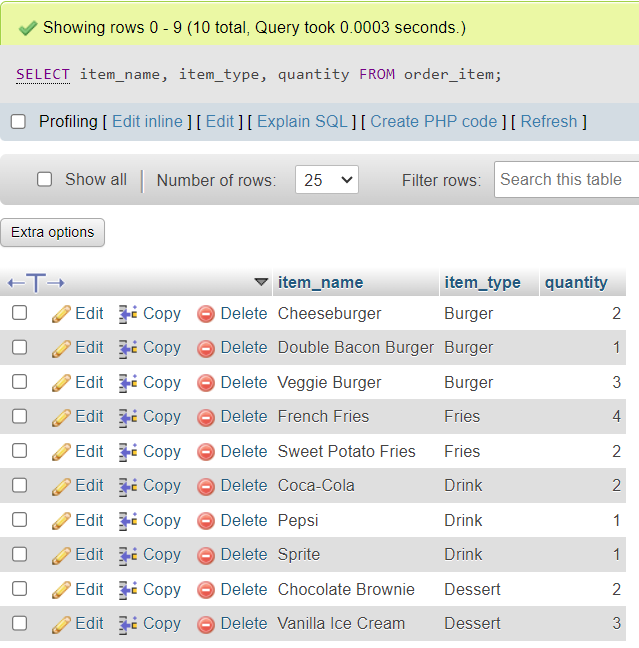 Showing rows 0 - 9 (10 total, Query took 0.0003 seconds.)
SELECT item_name, item_type, quantity FROM order_item;
Profiling [ Edit inline ] [ Edit ] [ Explain SQL ] [ Create PHP code ] [ Refresh ]
Show all Number of rows: 25 Filter rows: Search this table
Extra options
item_name item_type quantity
Edit Copy Delete Cheeseburger Burger 2
Edit Copy Delete Double Bacon Burger Burger 1
Edit Copy Delete Veggie Burger Burger 3
Edit Copy Delete French Fries Fries 4
Edit Copy Delete Sweet Potato Fries Fries 2
Edit Copy Delete Coca-Cola Drink 2
Edit Copy Delete Pepsi Drink 1
Edit Copy Delete Sprite Drink 1
Edit Copy Delete Chocolate Brownie Dessert 2
Edit Copy Delete Vanilla Ice Cream Dessert 3